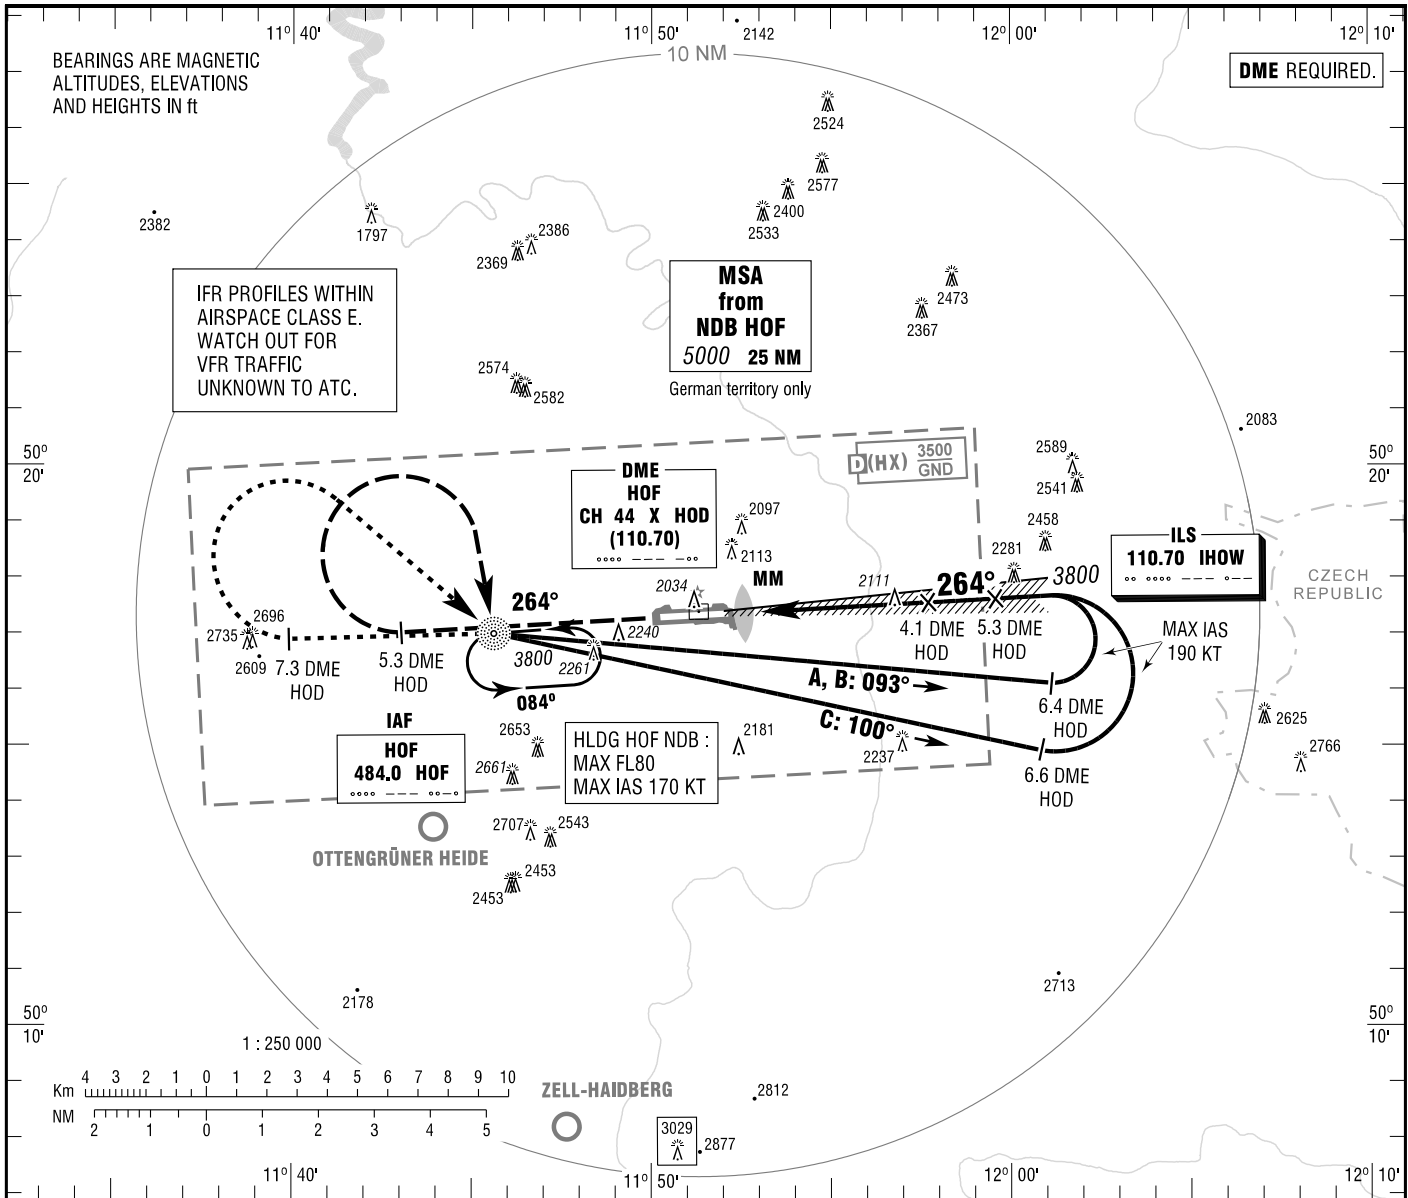 11° 40'
11° 50'
2142
12° 00'
12° 10'
10 NM
BEARINGS ARE MAGNETIC
ALTITUDES, ELEVATIONS
AND HEIGHTS IN ft
DME REQUIRED.
2524
2577
2400
2533
2382
1797
2386
2369
2473
2367
IFR PROFILES WITHIN
AIRSPACE CLASS E.
WATCH OUT FOR
VFR TRAFFIC
UNKNOWN TO ATC.
MSA
from
NDB HOF
5000 25 NM
German territory only
2574
2582
2083
50°
20'
50°
20'
D(HX) 3500
GND
2589
2541
2458
2281
DME
HOF
CH 44 X HOD
(110.70)
2097
2113
ILS
110.70 IHOW
CZECH
REPUBLIC
MM
2034
2111
264°
3800
264°
2696
2735
2609
7.3 DME
HOD
5.3 DME
HOD
3800
2240
2261
084°
4.1 DME
HOD
5.3 DME
HOD
MAX IAS
190 KT
A, B: 093°
C: 100°
6.4 DME
HOD
6.6 DME
HOD
2625
2766
IAF
HOF
484.0 HOF
2653
2661
HLDG HOF NDB :
MAX FL80
MAX IAS 170 KT
2181
2237
OTTENGRÜNER HEIDE
2707
2543
2453
2453
2178
2713
50°
10'
50°
10'
1 : 250 000
Km 4 3 2 1 0 1 2 3 4 5 6 7 8 9 10
NM 2 1 0 1 2 3 4 5
ZELL-HAIDBERG
2812
3029
2877
11° 40'
11° 50'
12° 00'
12° 10'